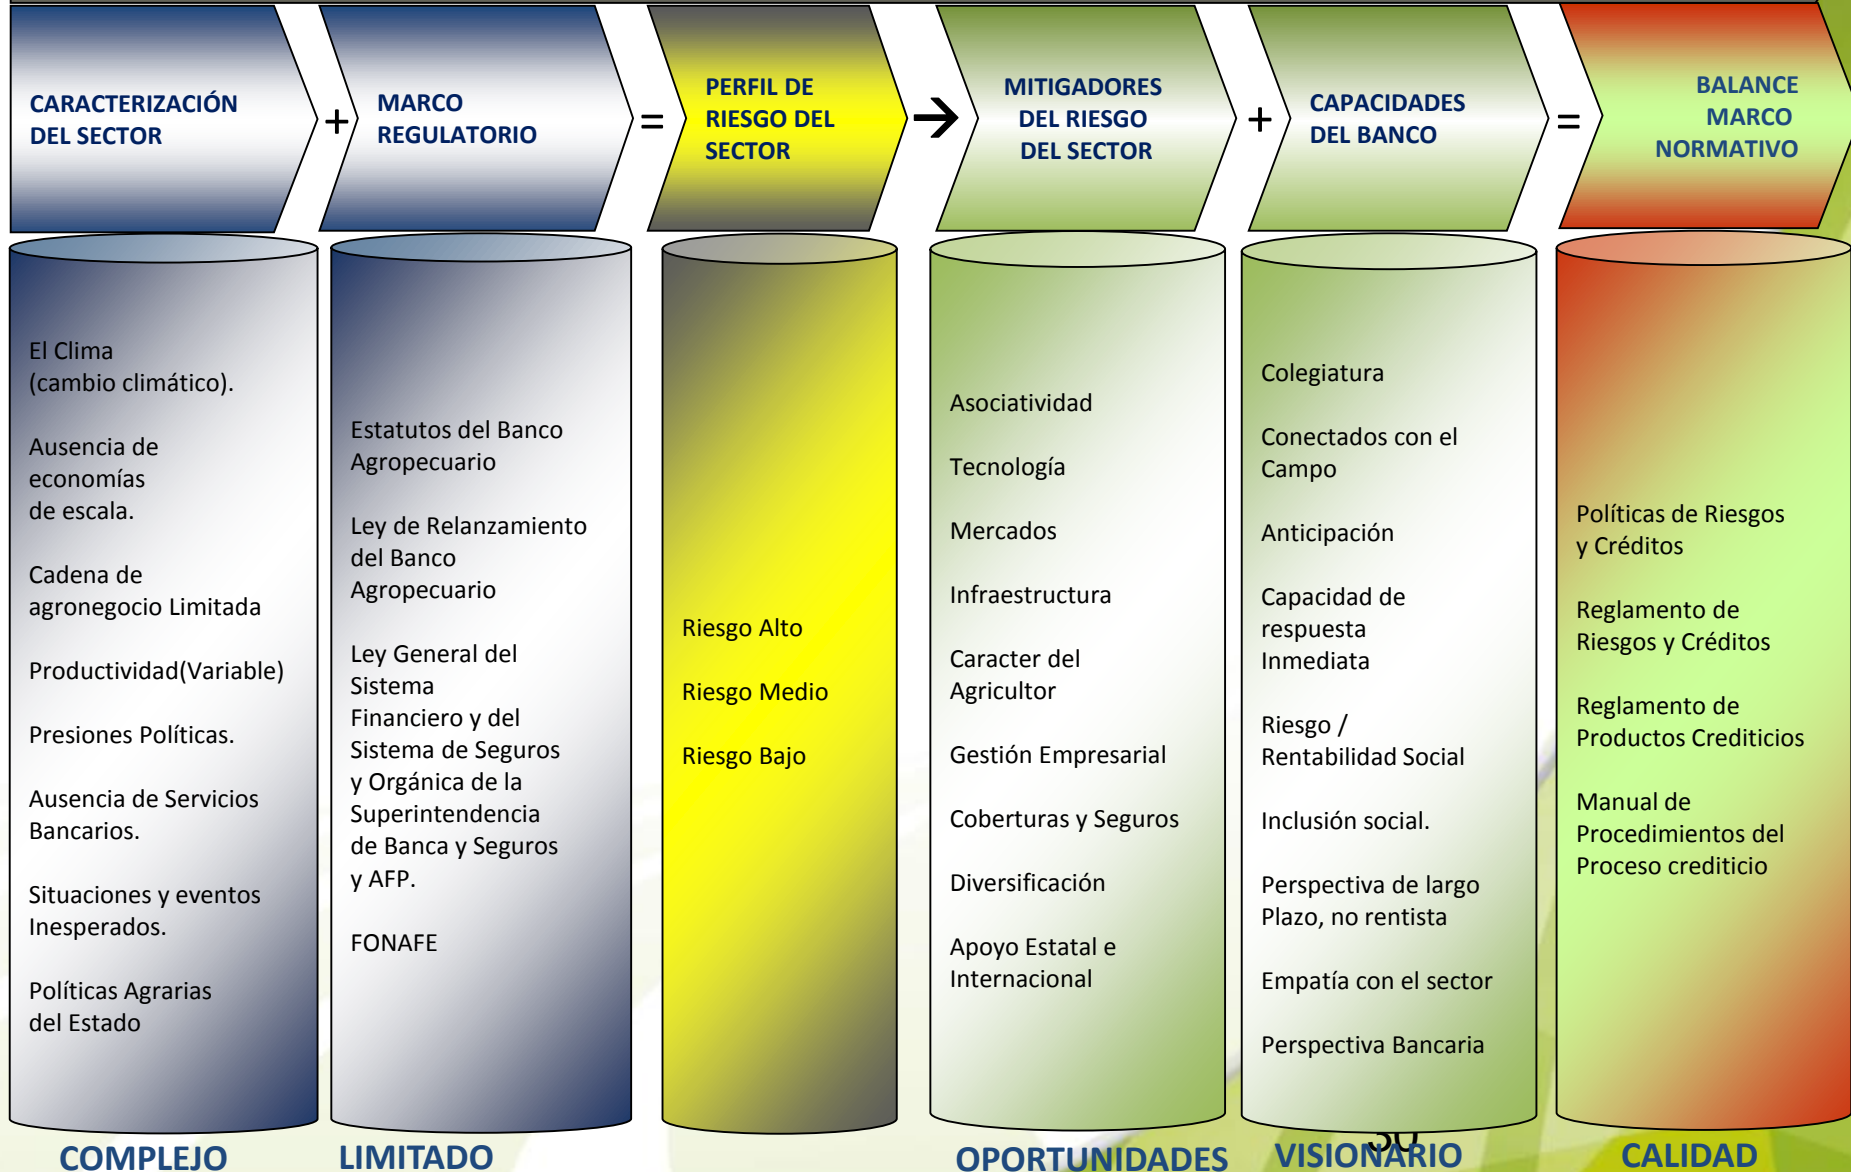 CARACTERIZACIÓN
DEL SECTOR
+
MARCO
REGULATORIO
=
PERFIL DE
RIESGO DEL
SECTOR
→
MITIGADORES
DEL RIESGO
DEL SECTOR
+
CAPACIDADES
DEL BANCO
=
BALANCE
MARCO
NORMATIVO
El Clima
(cambio climático).
Ausencia de
economías
de escala.
Cadena de
agronegocio Limitada
Productividad(Variable)
Presiones Políticas.
Ausencia de Servicios
Bancarios.
Situaciones y eventos
Inesperados.
Políticas Agrarias
del Estado
COMPLEJO
Estatutos del Banco
Agropecuario
Ley de Relanzamiento
del Banco
Agropecuario
Ley General del
Sistema
Financiero y del
Sistema de Seguros
y Orgánica de la
Superintendencia
de Banca y Seguros
y AFP.
FONAFE
LIMITADO
Riesgo Alto
Riesgo Medio
Riesgo Bajo
Asociatividad
Tecnología
Mercados
Infraestructura
Caracter del
Agricultor
Gestión Empresarial
Coberturas y Seguros
Diversificación
Apoyo Estatal e
Internacional
OPORTUNIDADES
Colegiatura
Conectados con el
Campo
Anticipación
Capacidad de
respuesta
Inmediata
Riesgo /
Rentabilidad Social
Inclusión social.
Perspectiva de largo
Plazo, no rentista
Empatía con el sector
Perspectiva Bancaria
30
VISIONARIO
Políticas de Riesgos
y Créditos
Reglamento de
Riesgos y Créditos
Reglamento de
Productos Crediticios
Manual de
Procedimientos del
Proceso crediticio
CALIDAD